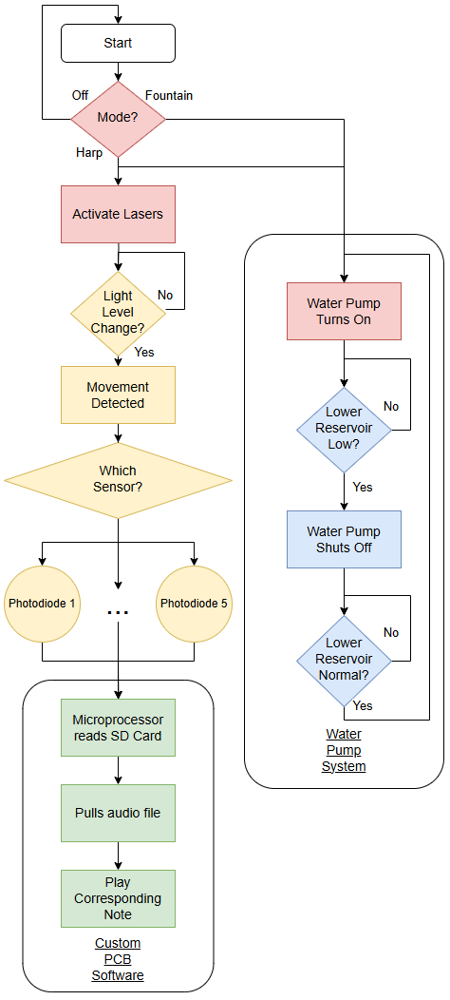 Start
Off
Fountain
Mode?
Harp
Activate Lasers
Light
Level
Change?
No
Yes
Movement
Detected
Which
Sensor?
Photodiode 1
...
Photodiode 5
Microprocessor
reads SD Card
Pulls audio file
Play
Corresponding
Note
Custom
PCB
Software
Water Pump
Turns On
Lower
Reservoir
Low?
No
Yes
Water Pump
Shuts Off
Lower
Reservoir
Normal?
No
Yes
Water
Pump
System